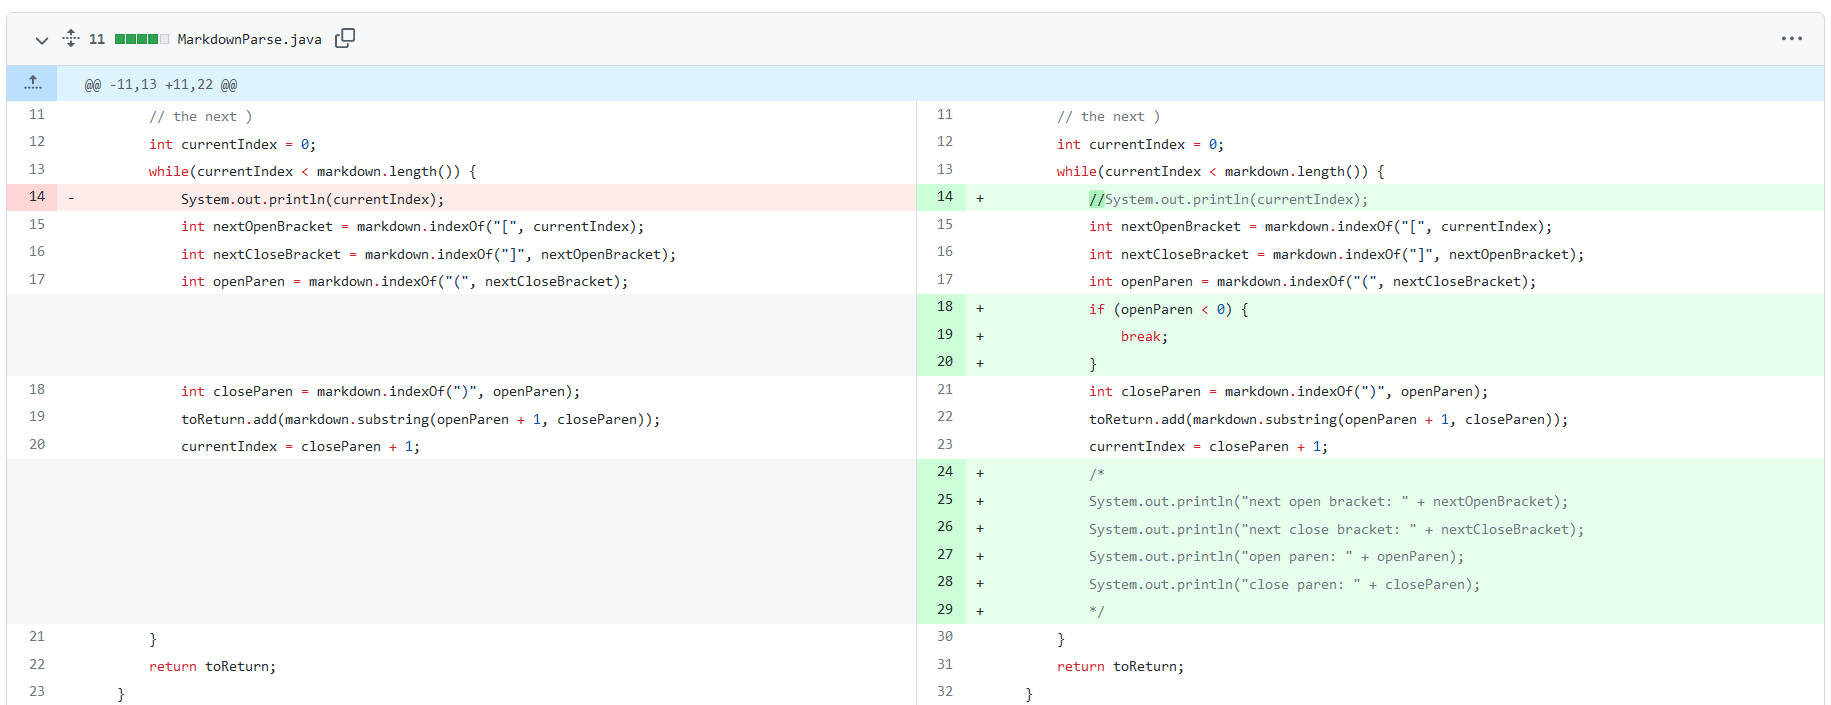 11 MarkdownParse.java
@@ -11,13 +11,22 @@
11 // the next )
12 int currentIndex = 0;
13 while(currentIndex < markdown.length()) {
14 - System.out.println(currentIndex);
15 int nextOpenBracket = markdown.indexOf("[", currentIndex);
16 int nextCloseBracket = markdown.indexOf("]", nextOpenBracket);
17 int openParen = markdown.indexOf("(", nextCloseBracket);
18 int closeParen = markdown.indexOf(")", openParen);
19 toReturn.add(markdown.substring(openParen + 1, closeParen));
20 currentIndex = closeParen + 1;
21 }
22 return toReturn;
23 }
11 // the next )
12 int currentIndex = 0;
13 while(currentIndex < markdown.length()) {
14 + //System.out.println(currentIndex);
15 int nextOpenBracket = markdown.indexOf("[", currentIndex);
16 int nextCloseBracket = markdown.indexOf("]", nextOpenBracket);
17 int openParen = markdown.indexOf("(", nextCloseBracket);
18 + if (openParen < 0) {
19 + break;
20 + }
21 int closeParen = markdown.indexOf(")", openParen);
22 toReturn.add(markdown.substring(openParen + 1, closeParen));
23 currentIndex = closeParen + 1;
24 + /*
25 + System.out.println("next open bracket: " + nextOpenBracket);
26 + System.out.println("next close bracket: " + nextCloseBracket);
27 + System.out.println("open paren: " + openParen);
28 + System.out.println("close paren: " + closeParen);
29 + */
30 }
31 return toReturn;
32 }